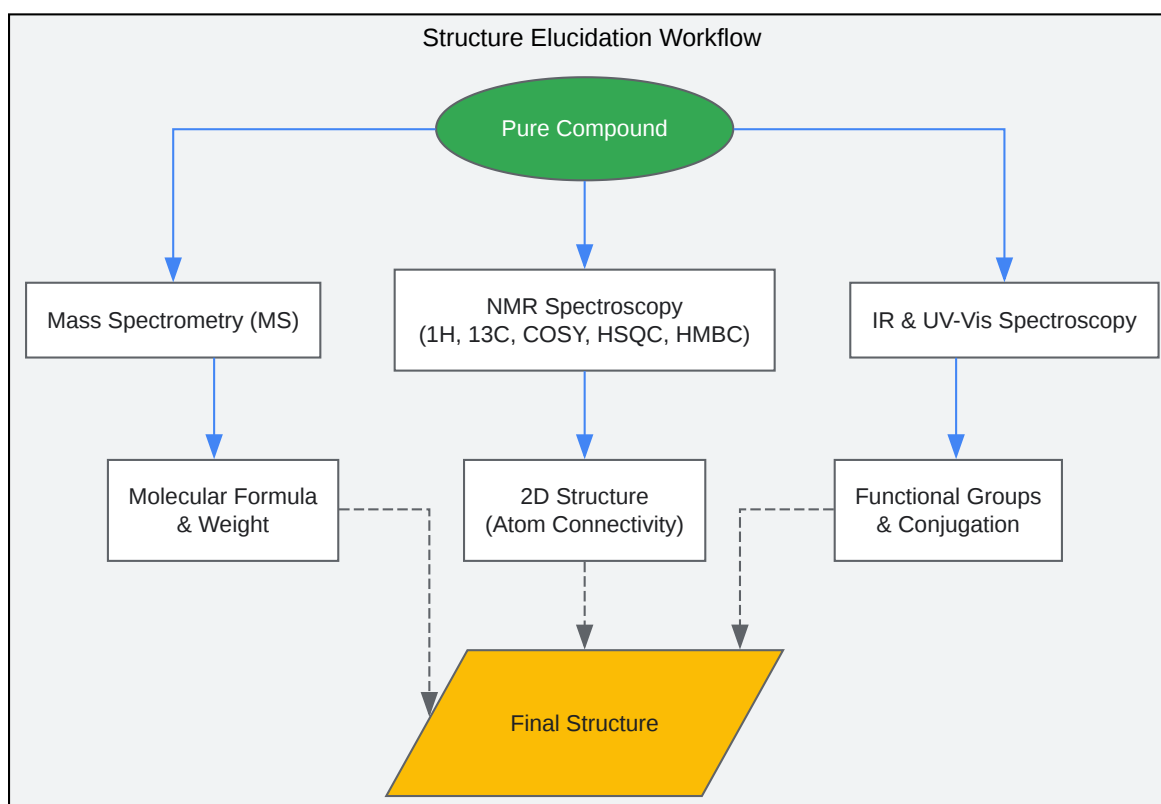 Structure Elucidation Workflow
Pure Compound
Mass Spectrometry (MS)
NMR Spectroscopy
(1H, 13C, COSY, HSQC, HMBC)
IR & UV-Vis Spectroscopy
Molecular Formula
& Weight
2D Structure
(Atom Connectivity)
Functional Groups
& Conjugation
Final Structure